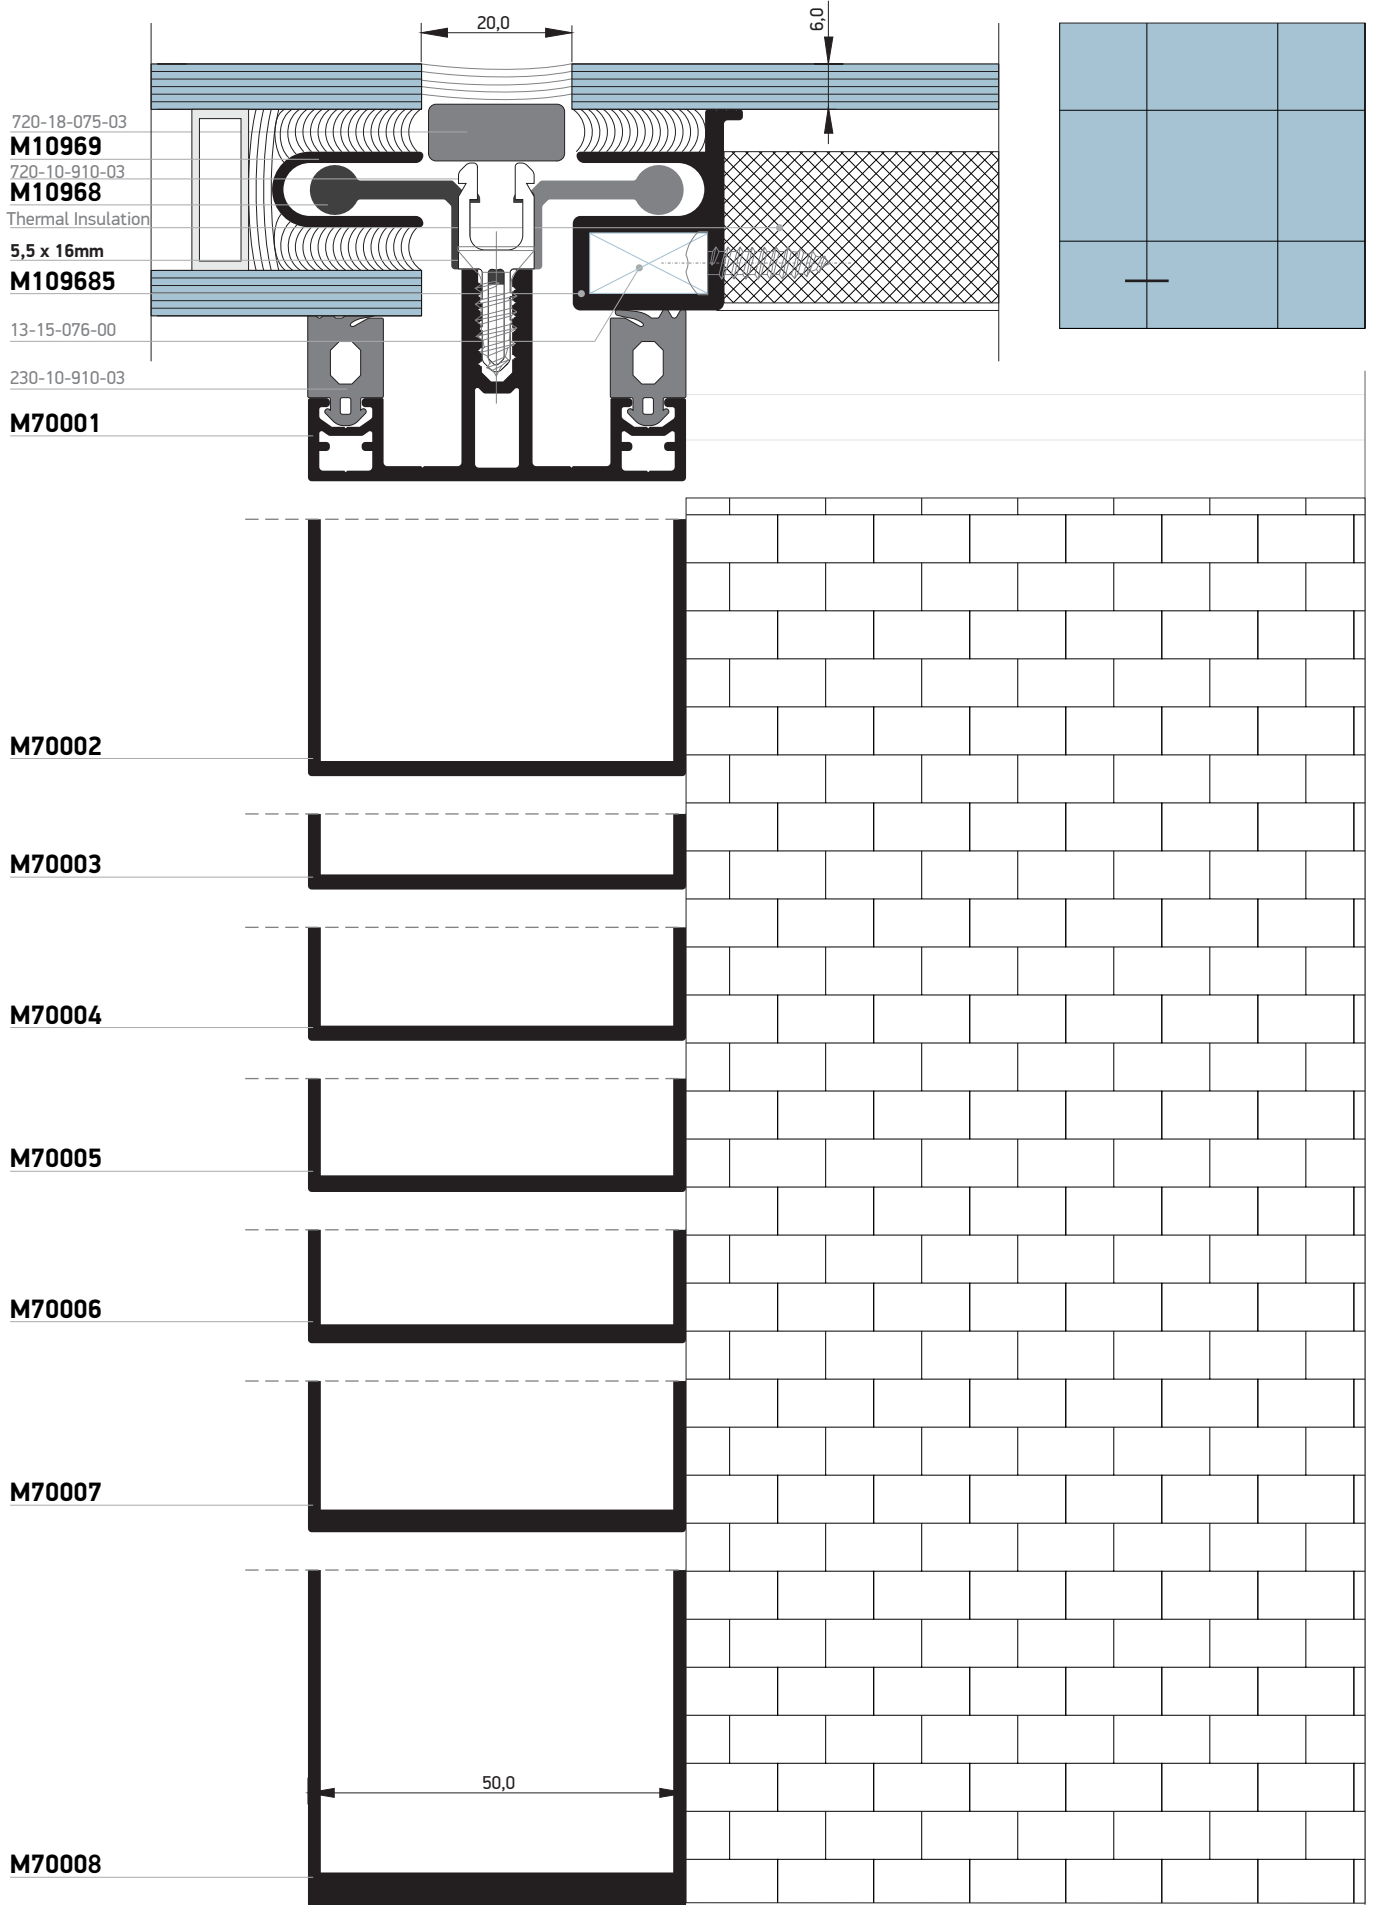 20,0
6,0
720-18-075-03
M10969
720-10-910-03
M10968
Thermal Insulation
5,5 x 16mm
M109685
13-15-076-00
230-10-910-03
M70001
M70002
M70003
M70004
M70005
M70006
M70007
50,0
M70008